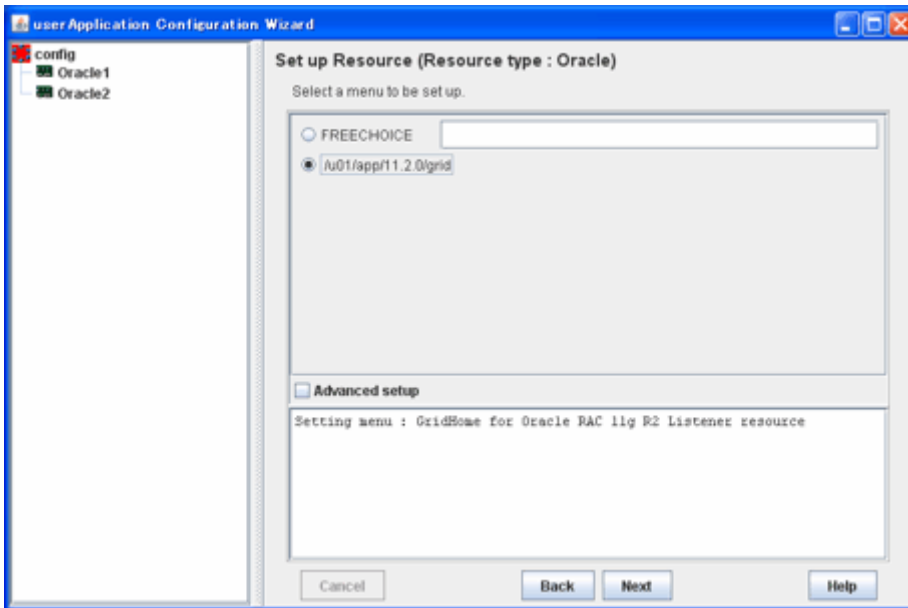 userApplication Configuration Wizard
config
Oracle1
Oracle2
Set up Resource (Resource type : Oracle)
Select a menu to be set up.
FREECHOICE
/u01/app/11.2.0/grid
Advanced setup
Setting menu : GridHome for Oracle RAC 11g R2 Listener resource
Cancel
Back
Next
Help